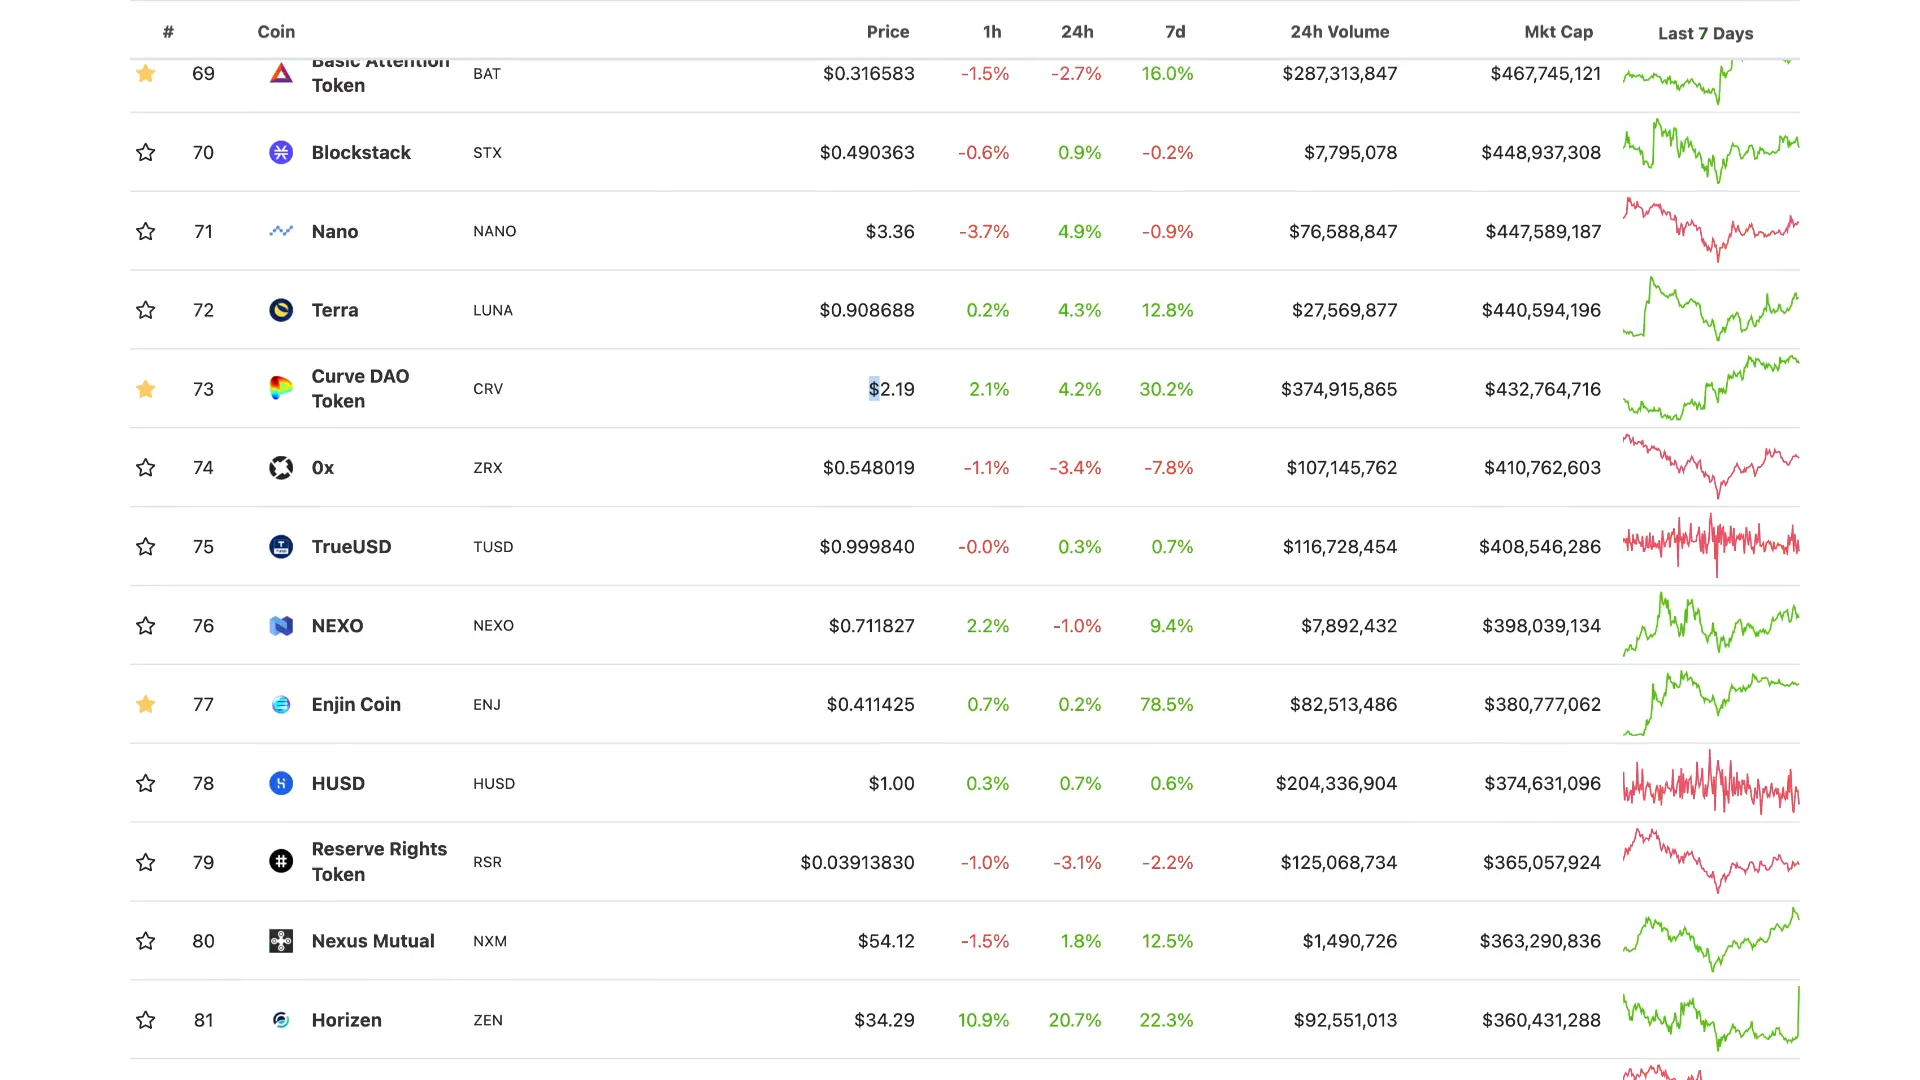 # Coin Price 1h 24h 7d 24h Volume Mkt Cap Last 7 Days
69 Basic Attention Token BAT $0.316583 -1.5% -2.7% 16.0% $287,313,847 $467,745,121
70 Blockstack STX $0.490363 -0.6% 0.9% -0.2% $7,795,078 $448,937,308
71 Nano NANO $3.36 -3.7% 4.9% -0.9% $76,588,847 $447,589,187
72 Terra LUNA $0.908688 0.2% 4.3% 12.8% $27,569,877 $440,594,196
73 Curve DAO Token CRV $2.19 2.1% 4.2% 30.2% $374,915,865 $432,764,716
74 0x ZRX $0.548019 -1.1% -3.4% -7.8% $107,145,762 $410,762,603
75 TrueUSD TUSD $0.999840 -0.0% 0.3% 0.7% $116,728,454 $408,546,286
76 NEXO NEXO $0.711827 2.2% -1.0% 9.4% $7,892,432 $398,039,134
77 Enjin Coin ENJ $0.411425 0.7% 0.2% 78.5% $82,513,486 $380,777,062
78 HUSD HUSD $1.00 0.3% 0.7% 0.6% $204,336,904 $374,631,096
79 Reserve Rights Token RSR $0.03913830 -1.0% -3.1% -2.2% $125,068,734 $365,057,924
80 Nexus Mutual NXM $54.12 -1.5% 1.8% 12.5% $1,490,726 $363,290,836
81 Horizen ZEN $34.29 10.9% 20.7% 22.3% $92,551,013 $360,431,288